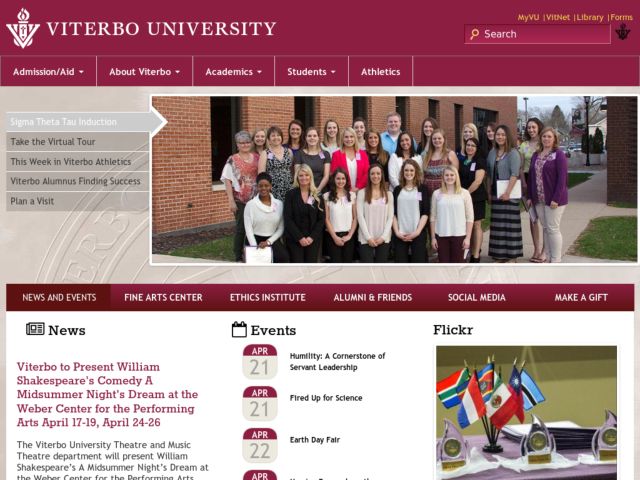 VITERBO UNIVERSITY
MyVU | VitNet | Library | Forms
Search
Admission/Aid
About Viterbo
Academics
Students
Athletics
Sigma Theta Tau Induction
Take the Virtual Tour
This Week in Viterbo Athletics
Viterbo Alumnus Finding Success
Plan a Visit
NEWS AND EVENTS
FINE ARTS CENTER
ETHICS INSTITUTE
ALUMNI & FRIENDS
SOCIAL MEDIA
MAKE A GIFT
News
Viterbo to Present William
Shakespeare's Comedy A
Midsummer Night's Dream at the
Weber Center for the Performing
Arts April 17-19, April 24-26
The Viterbo University Theatre and Music
Theatre department will present William
Shakespeare's A Midsummer Night's Dream at
the Weber Center for the Performing Arts
Events
APR
21
Humility: A Cornerstone of
Servant Leadership
APR
21
Fired Up for Science
APR
22
Earth Day Fair
APR
Flickr